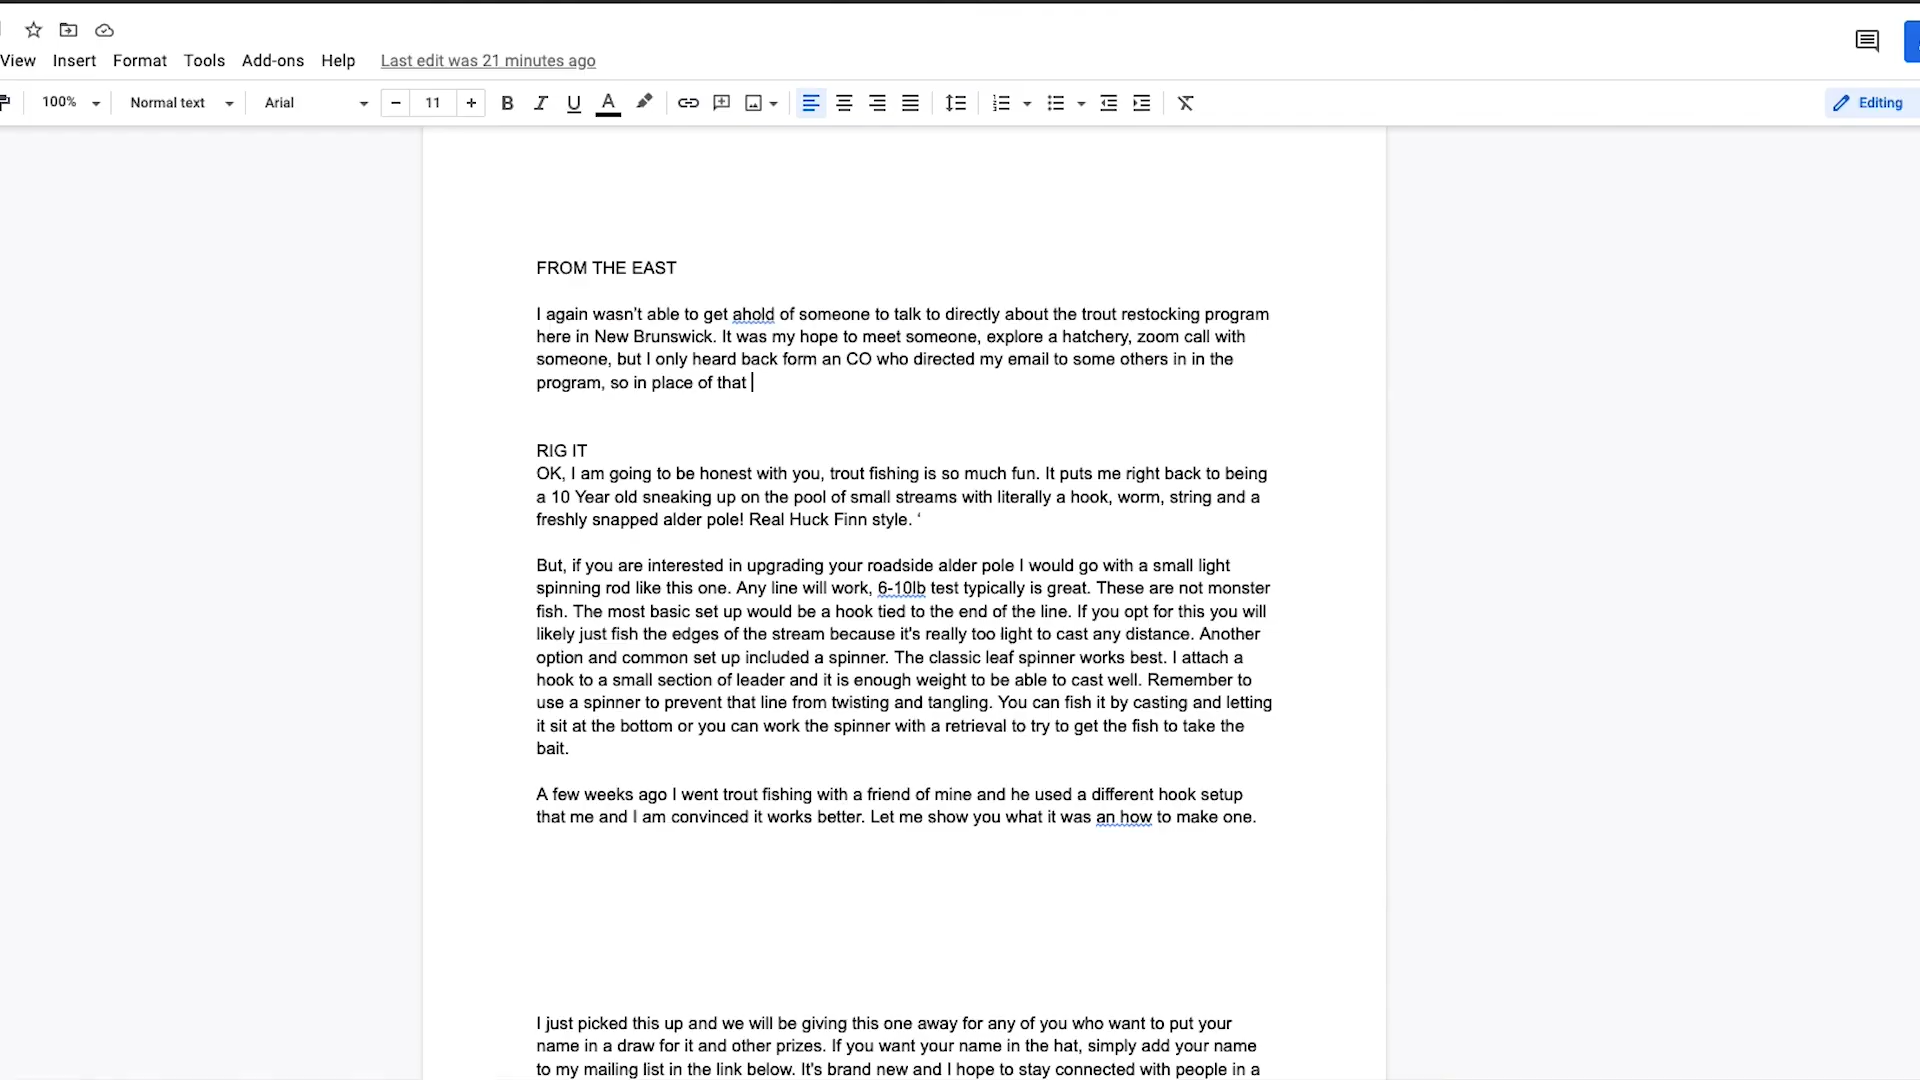 View Insert Format Tools Add-ons Help Last edit was 21 minutes ago
100% Normal text Arial 11 B I U A Editing
FROM THE EAST
I again wasn't able to get ahold of someone to talk to directly about the trout restocking program
here in New Brunswick. It was my hope to meet someone, explore a hatchery, zoom call with
someone, but I only heard back form an CO who directed my email to some others in in the
program, so in place of that
RIG IT
OK, I am going to be honest with you, trout fishing is so much fun. It puts me right back to being
a 10 Year old sneaking up on the pool of small streams with literally a hook, worm, string and a
freshly snapped alder pole! Real Huck Finn style. ‘
But, if you are interested in upgrading your roadside alder pole I would go with a small light
spinning rod like this one. Any line will work, 6-10lb test typically is great. These are not monster
fish. The most basic set up would be a hook tied to the end of the line. If you opt for this you will
likely just fish the edges of the stream because it's really too light to cast any distance. Another
option and common set up included a spinner. The classic leaf spinner works best. I attach a
hook to a small section of leader and it is enough weight to be able to cast well. Remember to
use a spinner to prevent that line from twisting and tangling. You can fish it by casting and letting
it sit at the bottom or you can work the spinner with a retrieval to try to get the fish to take the
bait.
A few weeks ago I went trout fishing with a friend of mine and he used a different hook setup
that me and I am convinced it works better. Let me show you what it was an how to make one.
I just picked this up and we will be giving this one away for any of you who want to put your
name in a draw for it and other prizes. If you want your name in the hat, simply add your name
to my mailing list in the link below. It's brand new and I hope to stay connected with people in a